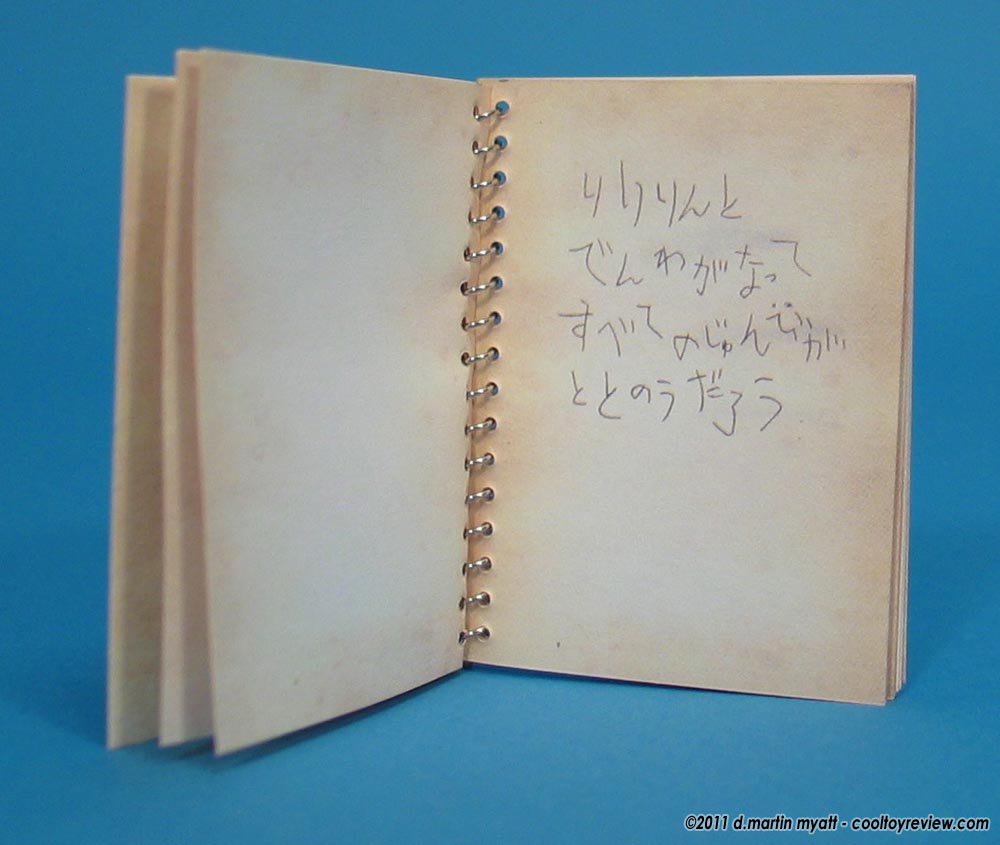 りりりんと
でんわがなって
すべてのじゅんびが
ととのうだろう
©2011 d.martin myatt - cooltoyreview.com